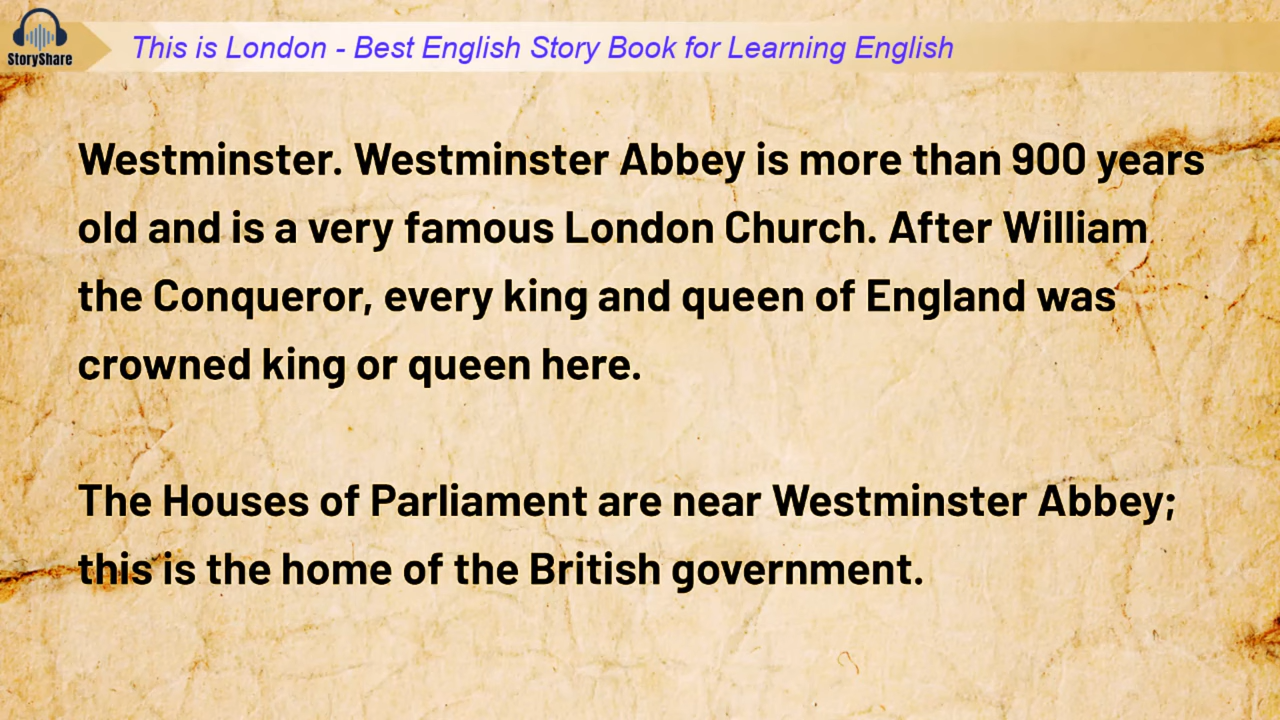 StoryShare
This is London - Best English Story Book for Learning English
Westminster. Westminster Abbey is more than 900 years
old and is a very famous London Church. After William
the Conqueror, every king and queen of England was
crowned king or queen here.
The Houses of Parliament are near Westminster Abbey;
this is the home of the British government.